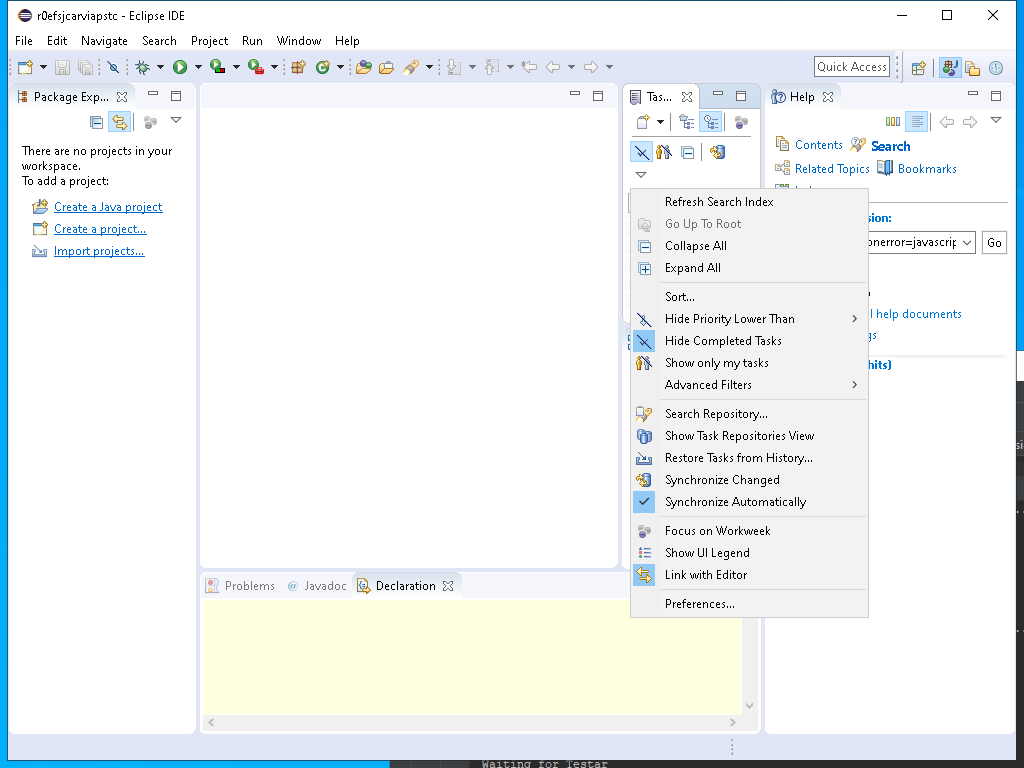 r0efsjcarviapstc - Eclipse IDE
File Edit Navigate Search Project Run Window Help
Quick Access
Package Exp...
Tas...
Help
There are no projects in your
workspace.
To add a project:
Create a Java project
Create a project...
Import projects...
Contents Search
Related Topics Bookmarks
sion:
onerror=javascrip
Go
l help documents
gs
hits)
Refresh Search Index
Go Up To Root
Collapse All
Expand All
Sort...
Hide Priority Lower Than
Hide Completed Tasks
Show only my tasks
Advanced Filters
Search Repository...
Show Task Repositories View
Restore Tasks from History...
Synchronize Changed
Synchronize Automatically
Focus on Workweek
Show UI Legend
Link with Editor
Preferences...
Problems @ Javadoc Declaration
Waiting for Testar